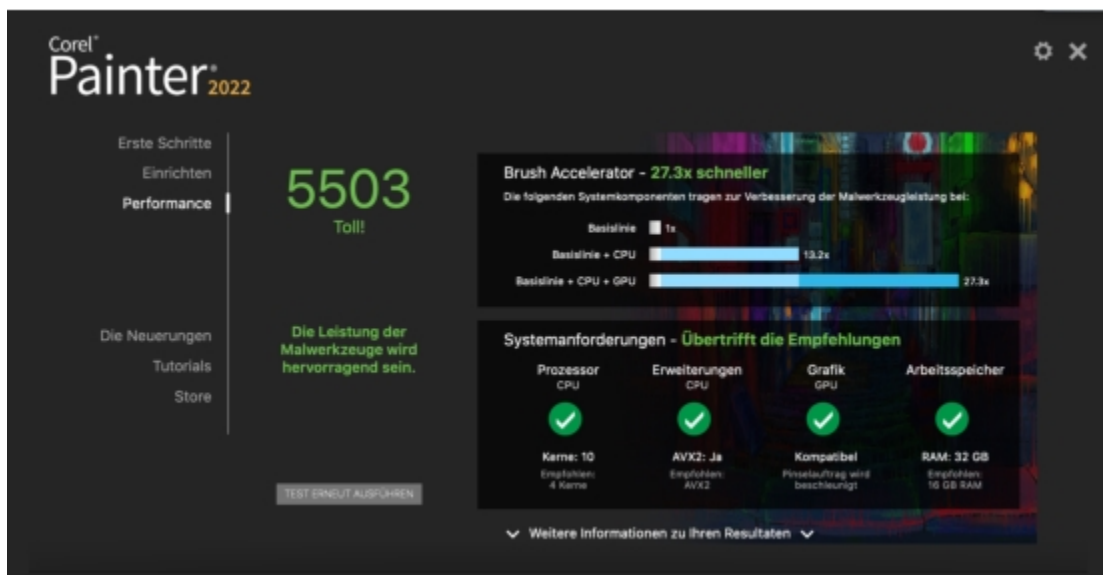 Corel®
Painter® 2022
Erste Schritte
Einrichten
Performance
Die Neuerungen
Tutorials
Store
5503
Toll!
Die Leistung der
Malwerkzeuge wird
hervorragend sein.
TEST ERNEUT AUSFÜHREN
Brush Accelerator - 27.3x schneller
Die folgenden Systemkomponenten tragen zur Verbesserung der Malwerkzeugleistung bei:
Basislinie 1x
Basislinie + CPU 13.2x
Basislinie + CPU + GPU 27.3x
Systemanforderungen - Übertrifft die Empfehlungen
Prozessor
CPU
Kerne: 10
Empfohlen:
4 Kerne
Erweiterungen
CPU
AVX2: Ja
Empfohlen:
AVX2
Grafik
GPU
Kompatibel
Pinselauftrag wird
beschleunigt
Arbeitsspeicher
RAM: 32 GB
Empfohlen:
16 GB RAM
Weitere Informationen zu Ihren Resultaten